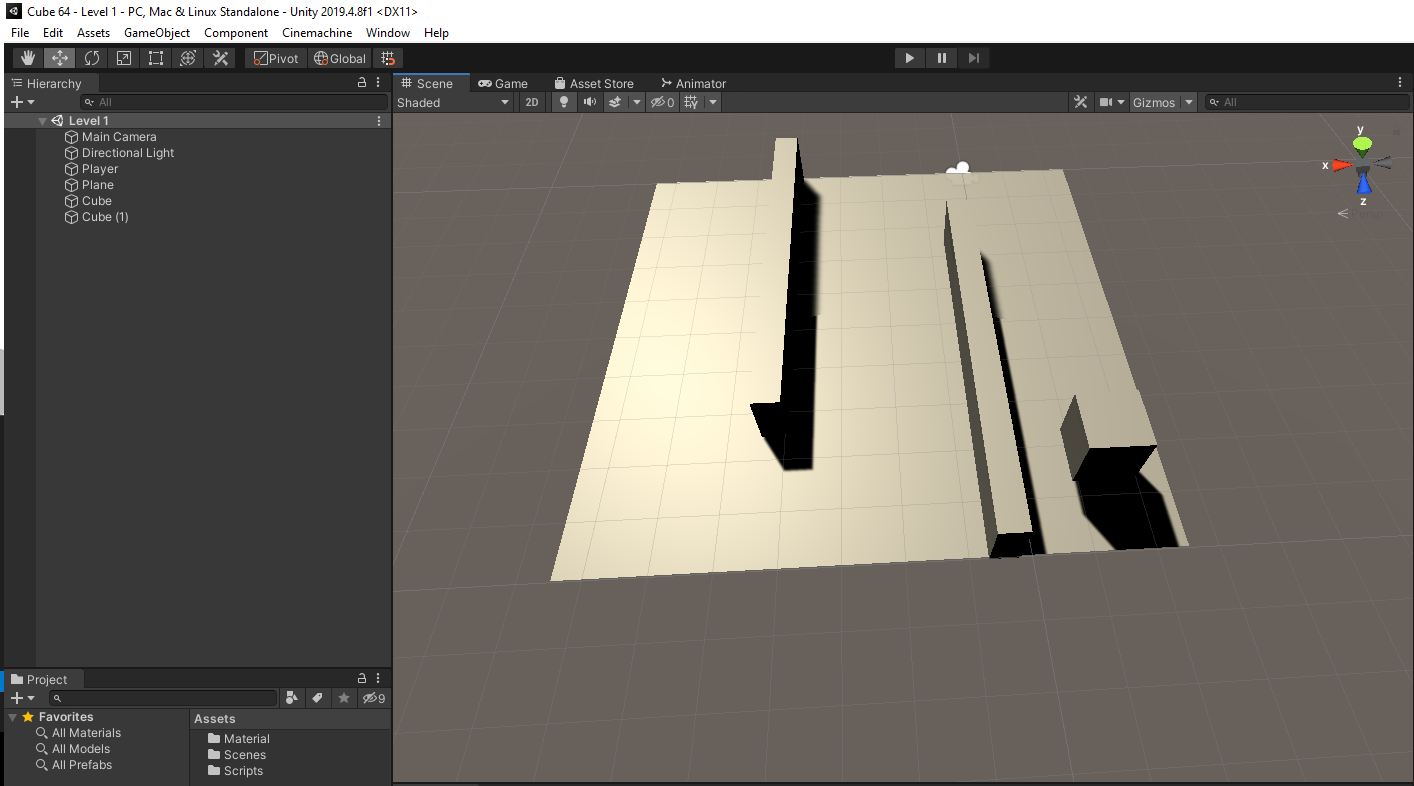 Cube 64 - Level 1 - PC, Mac & Linux Standalone - Unity 2019.4.8f1 <DX11>
File Edit Assets GameObject Component Cinemachine Window Help
Pivot Global
Hierarchy
Scene Game Asset Store Animator
All
Shaded 2D 0 Gizmos All
Level 1
Main Camera
Directional Light
Player
Plane
Cube
Cube (1)
y
x
z
Persp
Project
9
Favorites
All Materials
All Models
All Prefabs
Assets
Material
Scenes
Scripts